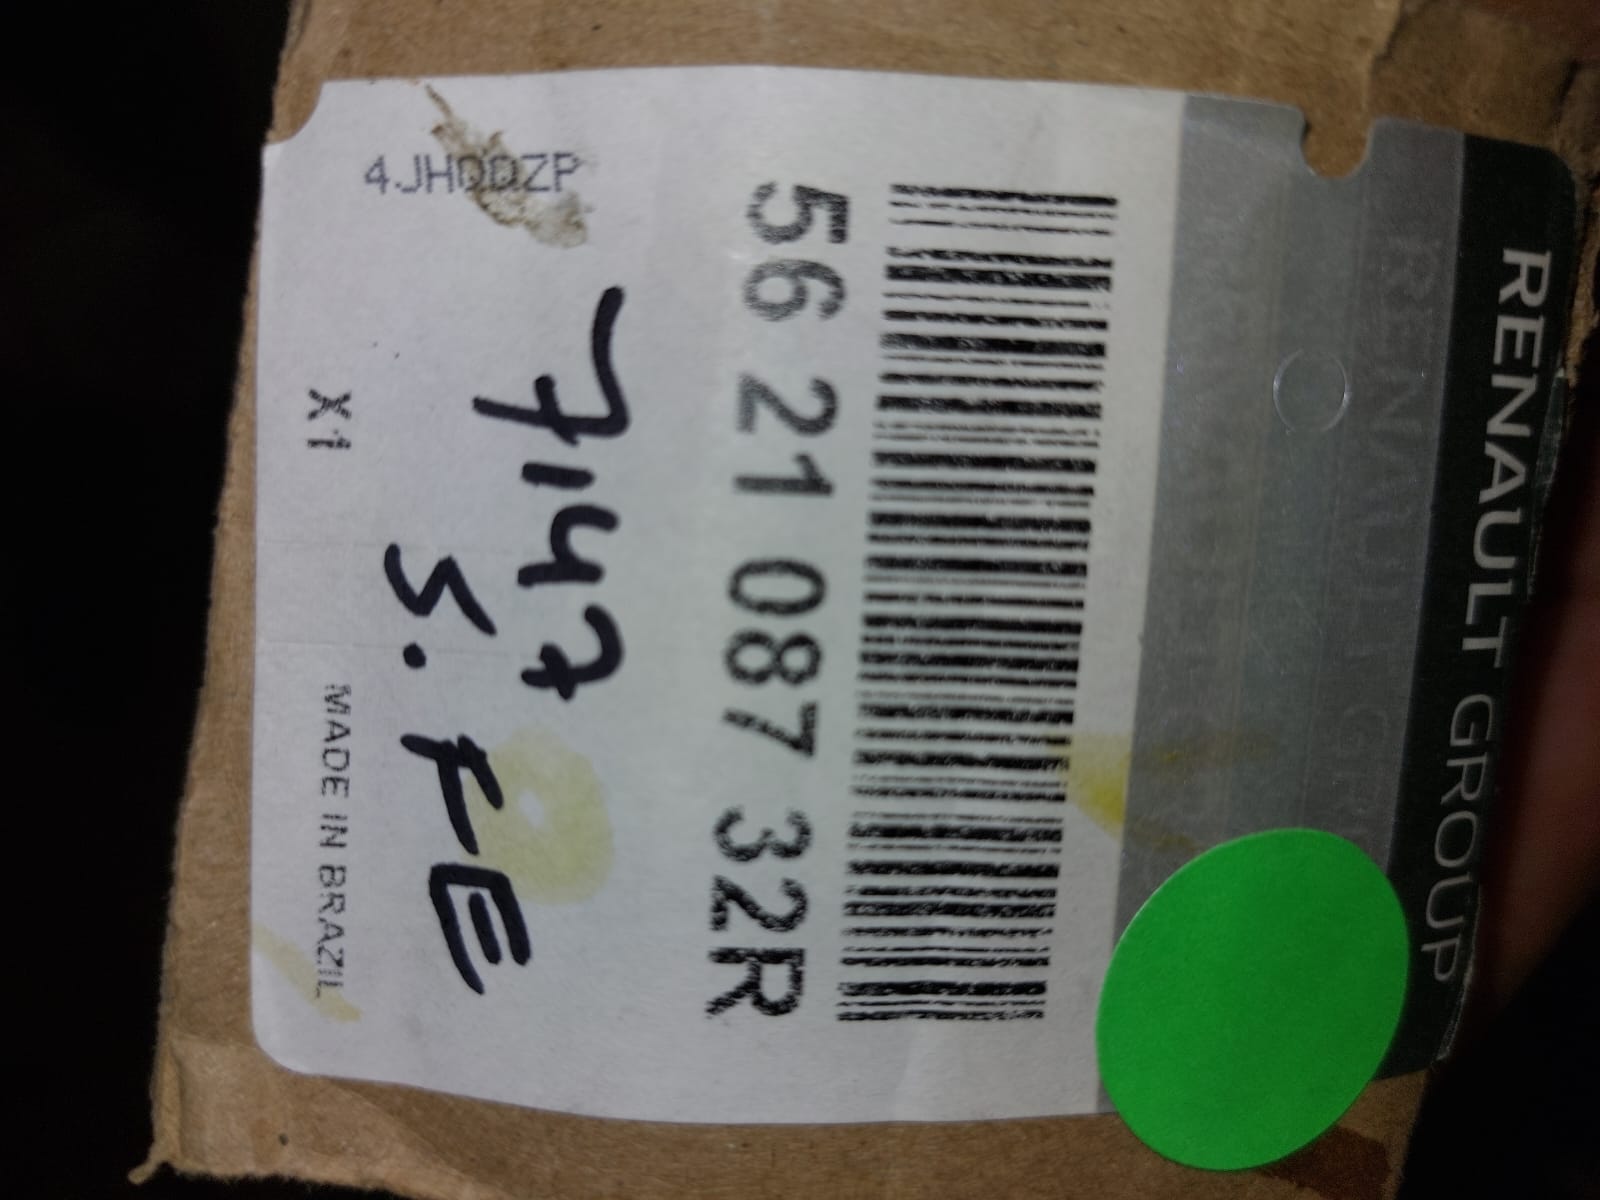 RENAULT GROUP
56 21 087 32R
7147
S. FE
4JHDDZP
X1
MADE IN BRAZIL